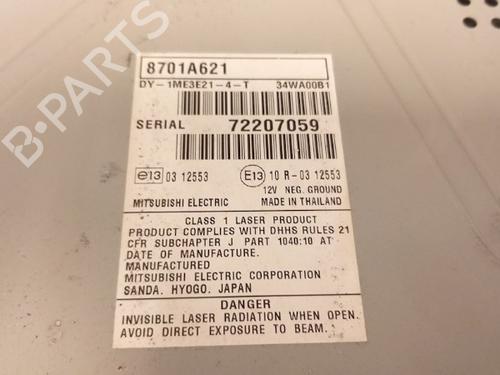 8701A621
DY-1ME3E21-4-T 34WA00B1
SERIAL 72207059
e13 03 12553 E13 10 R-03 12553
12V NEG. GROUND
MITSUBISHI ELECTRIC MADE IN THAILAND
CLASS 1 LASER PRODUCT
PRODUCT COMPLIES WITH DHHS RULES 21
CFR SUBCHAPTER J PART 1040:10 AT
DATE OF MANUFACTURE.
MANUFACTURED
MITSUBISHI ELECTRIC CORPORATION
SANDA, HYOGO, JAPAN
DANGER
INVISIBLE LASER RADIATION WHEN OPEN.
AVOID DIRECT EXPOSURE TO BEAM.
B-PARTS